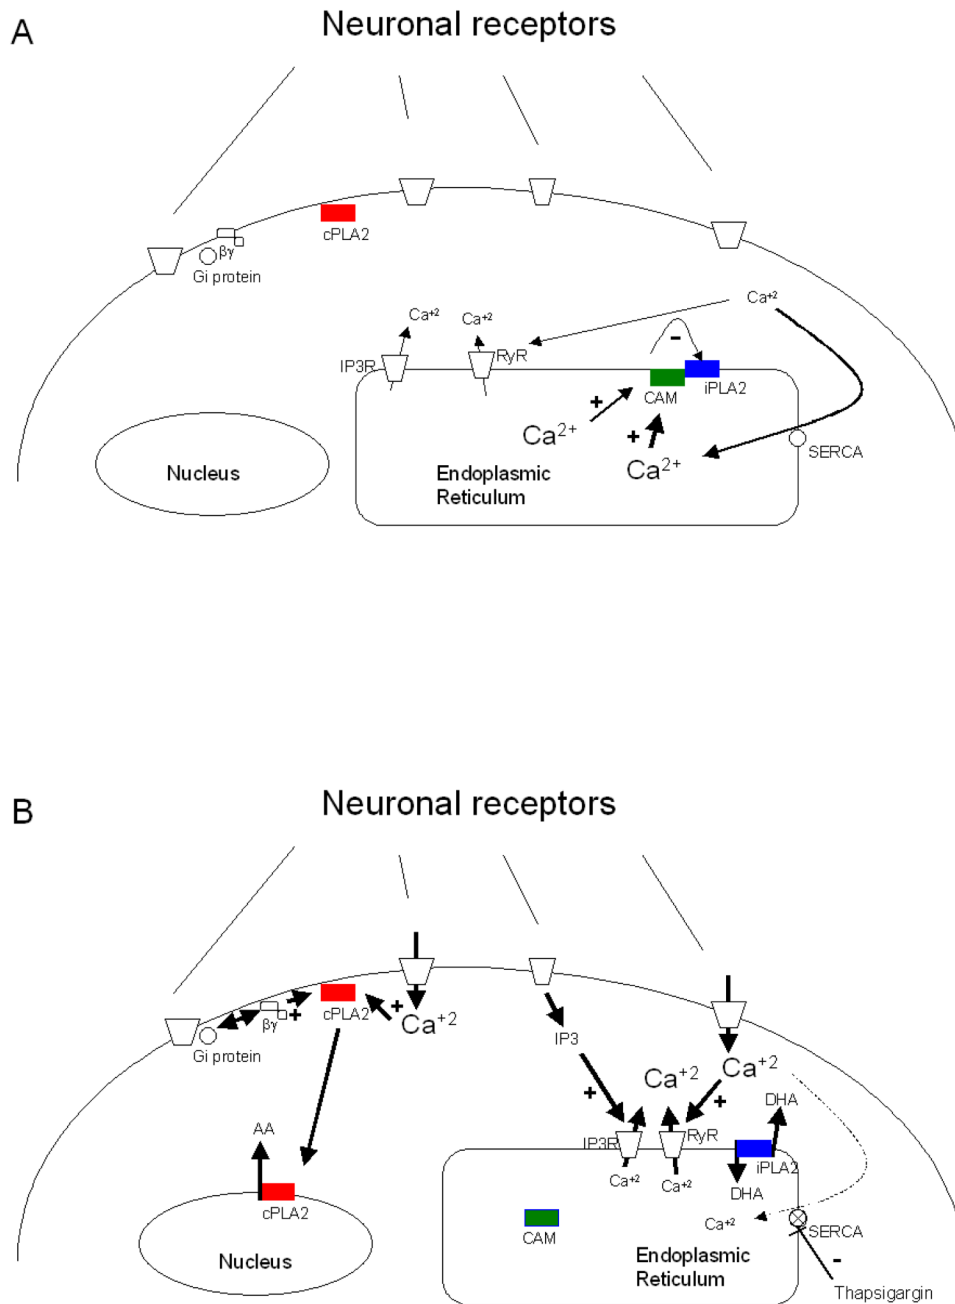 A
Neuronal receptors
cPLA2
βγ
Gi protein
Ca+2
Ca+2
Ca+2
IP3R
RyR
-
CAM
iPLA2
+
Ca2+
+
Ca2+
SERCA
Nucleus
Endoplasmic
Reticulum
B
Neuronal receptors
cPLA2
+
βγ
+
Ca+2
Gi protein
IP3
Ca+2
Ca+2
+
+
DHA
AA
IP3R
RyR
iPLA2
Ca+2
Ca+2
DHA
cPLA2
Ca+2
SERCA
CAM
Nucleus
Endoplasmic
Reticulum
-
Thapsigargin